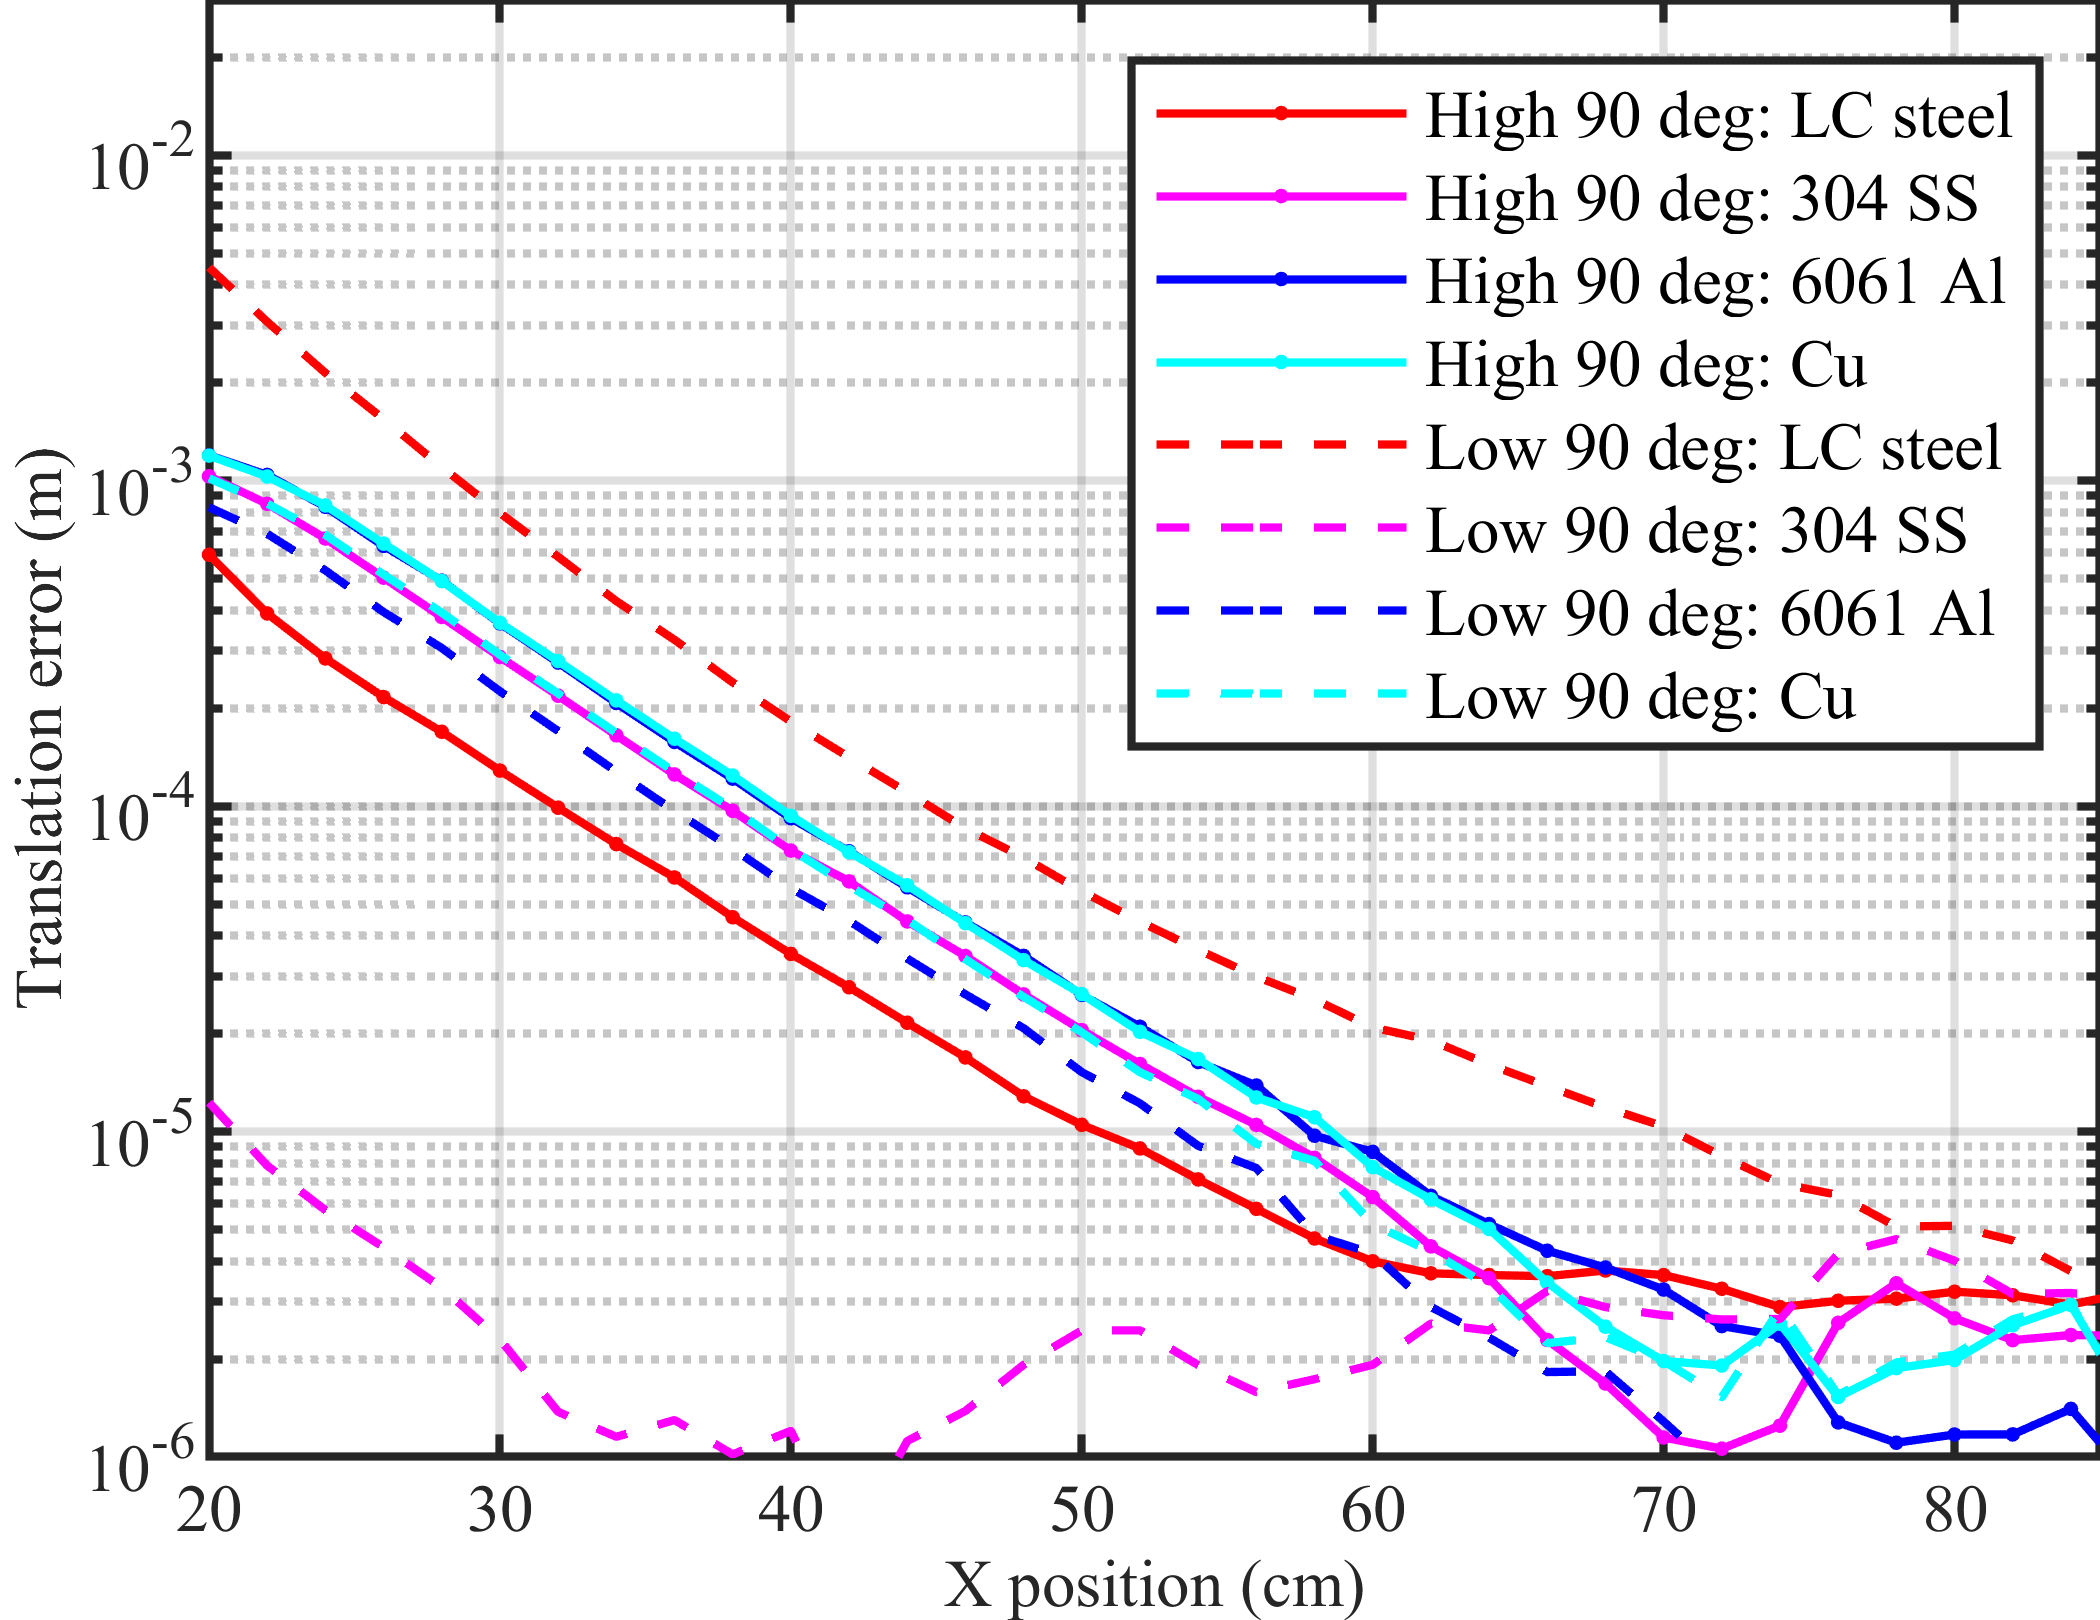 High 90 deg: LC steel
High 90 deg: 304 SS
High 90 deg: 6061 Al
High 90 deg: Cu
Low 90 deg: LC steel
Low 90 deg: 304 SS
Low 90 deg: 6061 Al
Low 90 deg: Cu
10^-2
10^-3
10^-4
10^-5
10^-6
Translation error (m)
20 30 40 50 60 70 80
X position (cm)